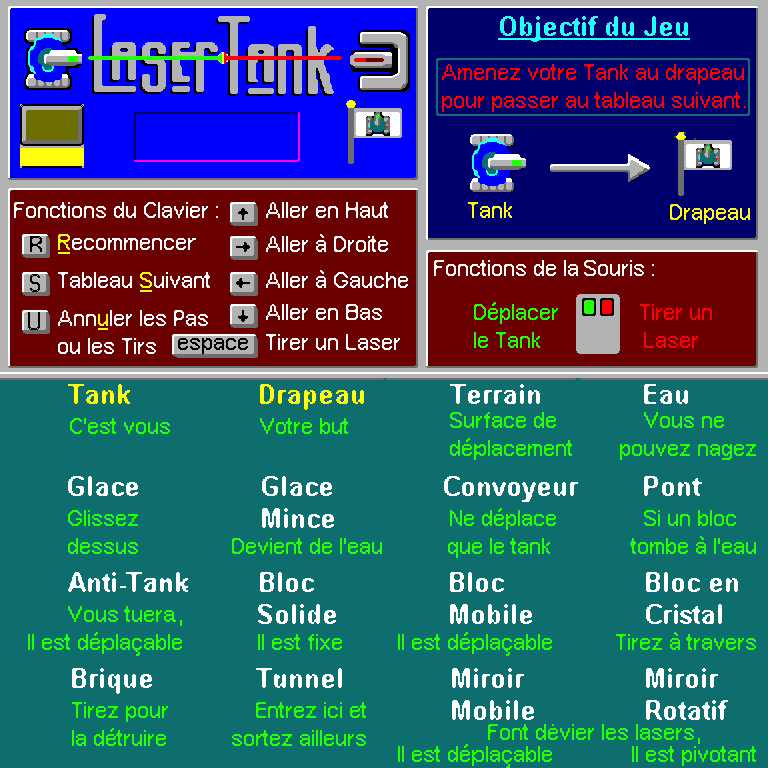 LaserTank
Objectif du Jeu
Amenez votre Tank au drapeau
pour passer au tableau suivant.
Tank
Drapeau
Fonctions du Clavier :
R Recommencer
S Tableau Suivant
U Annuler les Pas
ou les Tirs
Aller en Haut
Aller à Droite
Aller à Gauche
Aller en Bas
espace Tirer un Laser
Fonctions de la Souris :
Déplacer
le Tank
Tirer un
Laser
Tank
C'est vous
Drapeau
Votre but
Terrain
Surface de
déplacement
Eau
Vous ne
pouvez nagez
Glace
Glissez
dessus
Glace
Mince
Devient de l'eau
Convoyeur
Ne déplace
que le tank
Pont
Si un bloc
tombe à l'eau
Anti-Tank
Vous tuera,
Il est déplaçable
Bloc
Solide
Il est fixe
Bloc
Mobile
Il est déplaçable
Bloc en
Cristal
Tirez à travers
Brique
Tirez pour
la détruire
Tunnel
Entrez ici et
sortez ailleurs
Miroir
Mobile
Miroir
Rotatif
Font dévier les lasers,
Il est déplaçable
Il est pivotant